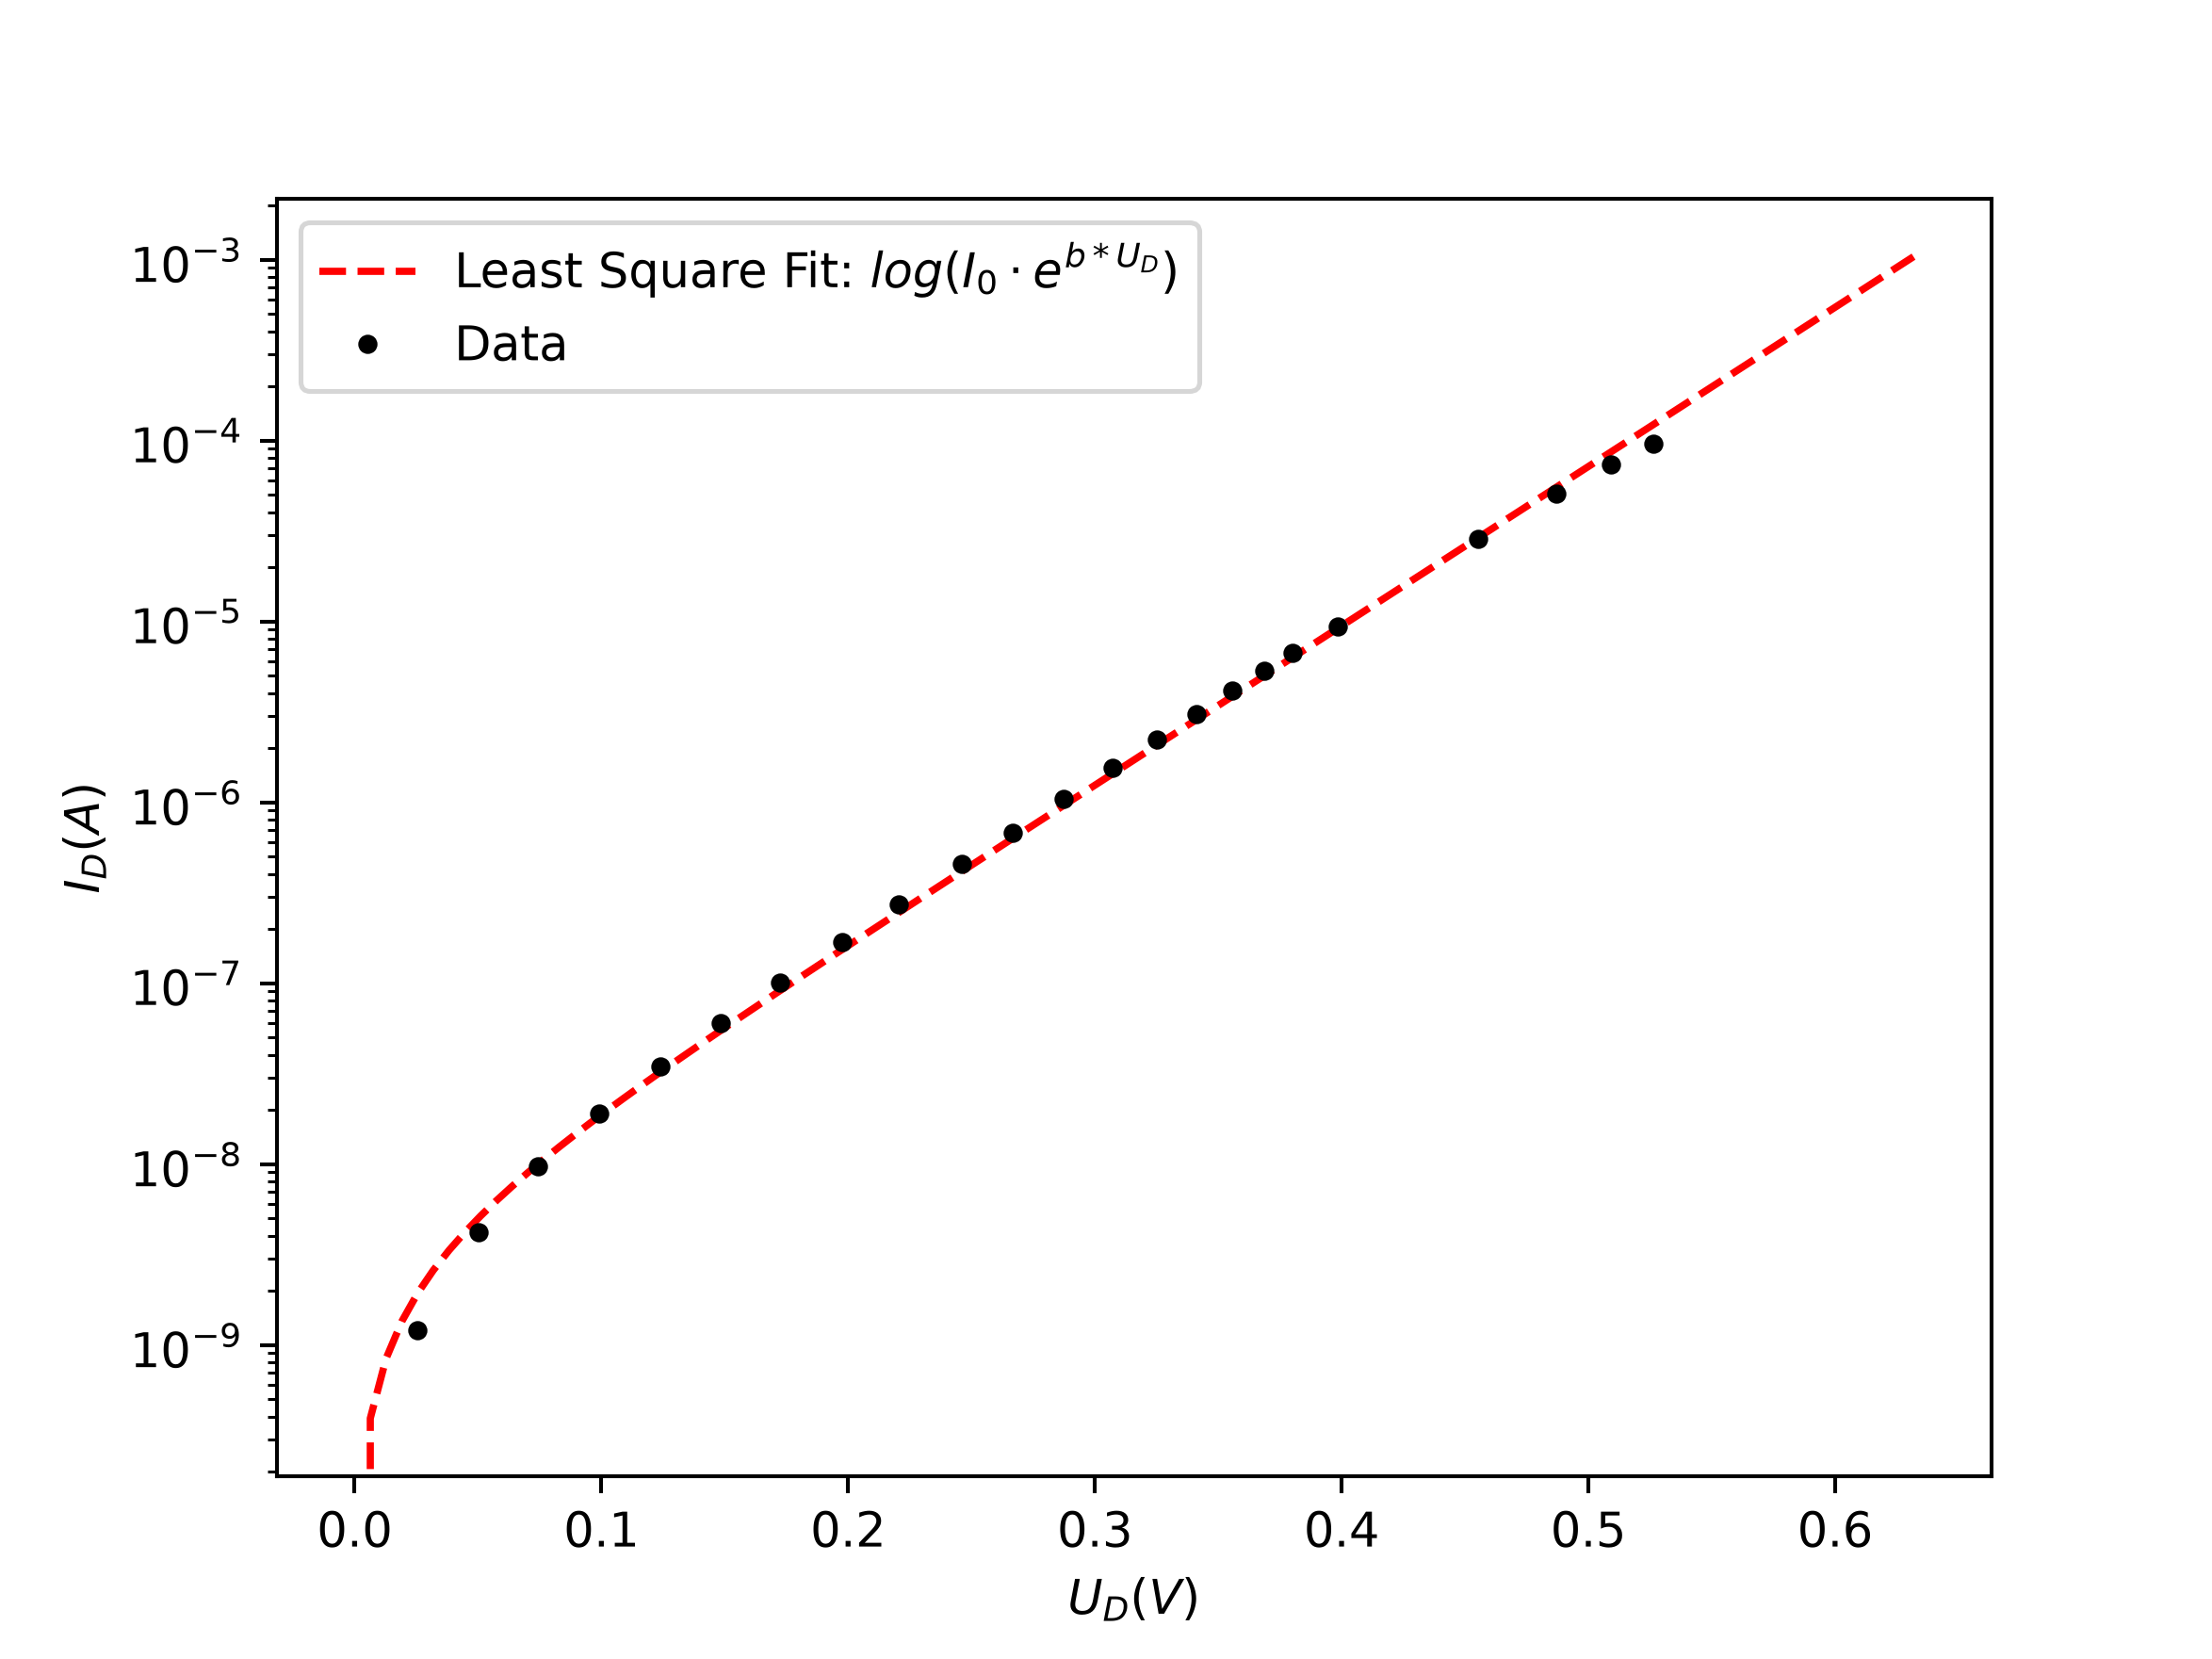 Least Square Fit: log(I₀ · e^{b*U_D})
Data
10⁻³
10⁻⁴
10⁻⁵
10⁻⁶
10⁻⁷
10⁻⁸
10⁻⁹
I_D(A)
0.0 0.1 0.2 0.3 0.4 0.5 0.6
U_D(V)